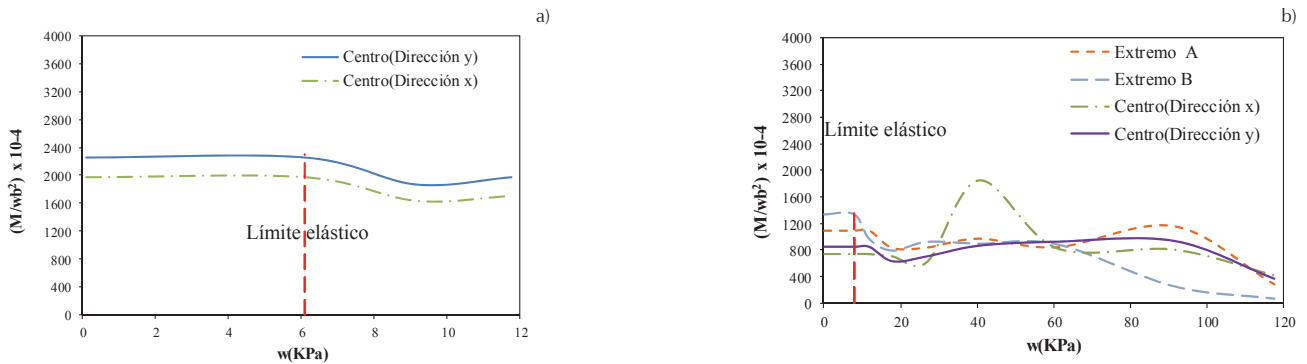 a)
4000
3600
3200
2800
2400
2000
1600
1200
800
400
0
(M/wb²) x 10-4
Centro(Dirección y)
Centro(Dirección x)
Límite elástico
0 2 4 6 8 10 12
w(KPa)
b)
4000
3600
3200
2800
2400
2000
1600
1200
800
400
0
(M/wb²) x 10-4
Extremo A
Extremo B
Centro(Dirección x)
Centro(Dirección y)
Límite elástico
0 20 40 60 80 100 120
w(KPa)